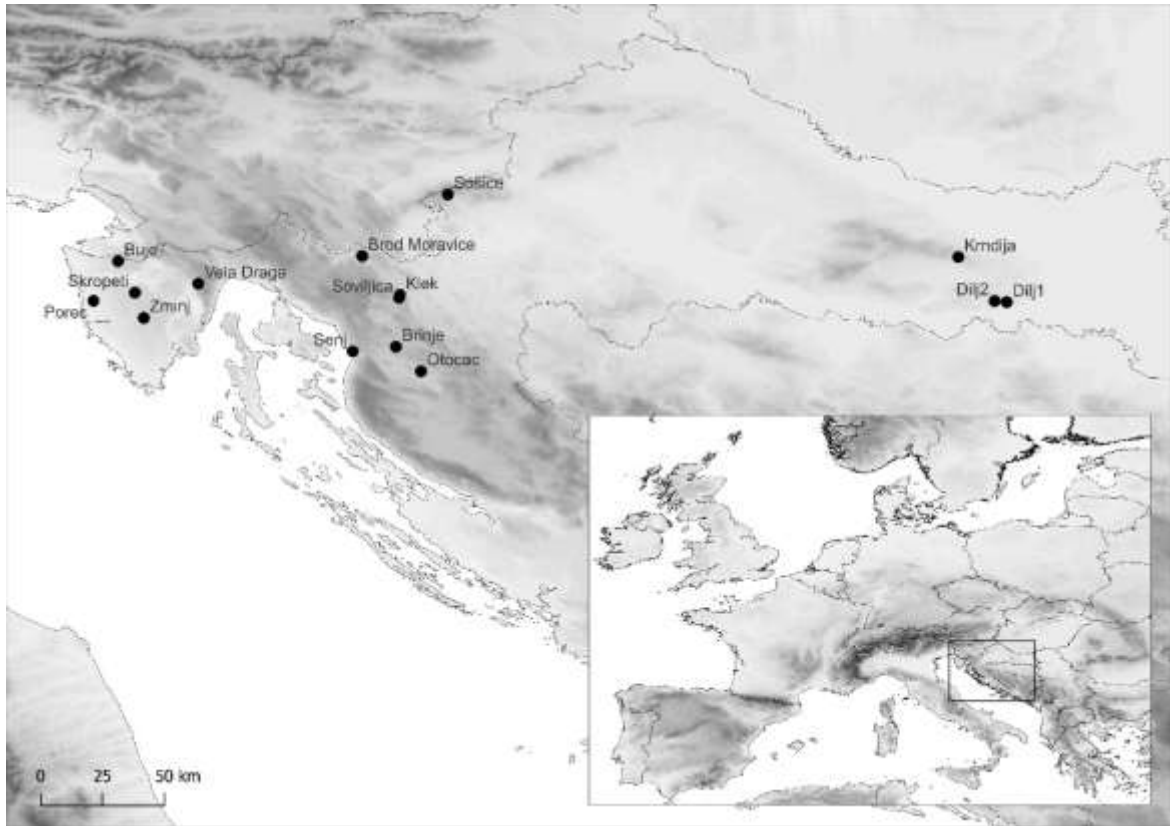 Sošice
Buje
Brod Moravice
Krndija
Vela Draga
Skropeti
Soviljica
Klek
Dilj2
Dilj1
Porec
Zminj
Senj
Brinje
Otocac
0 25 50 km